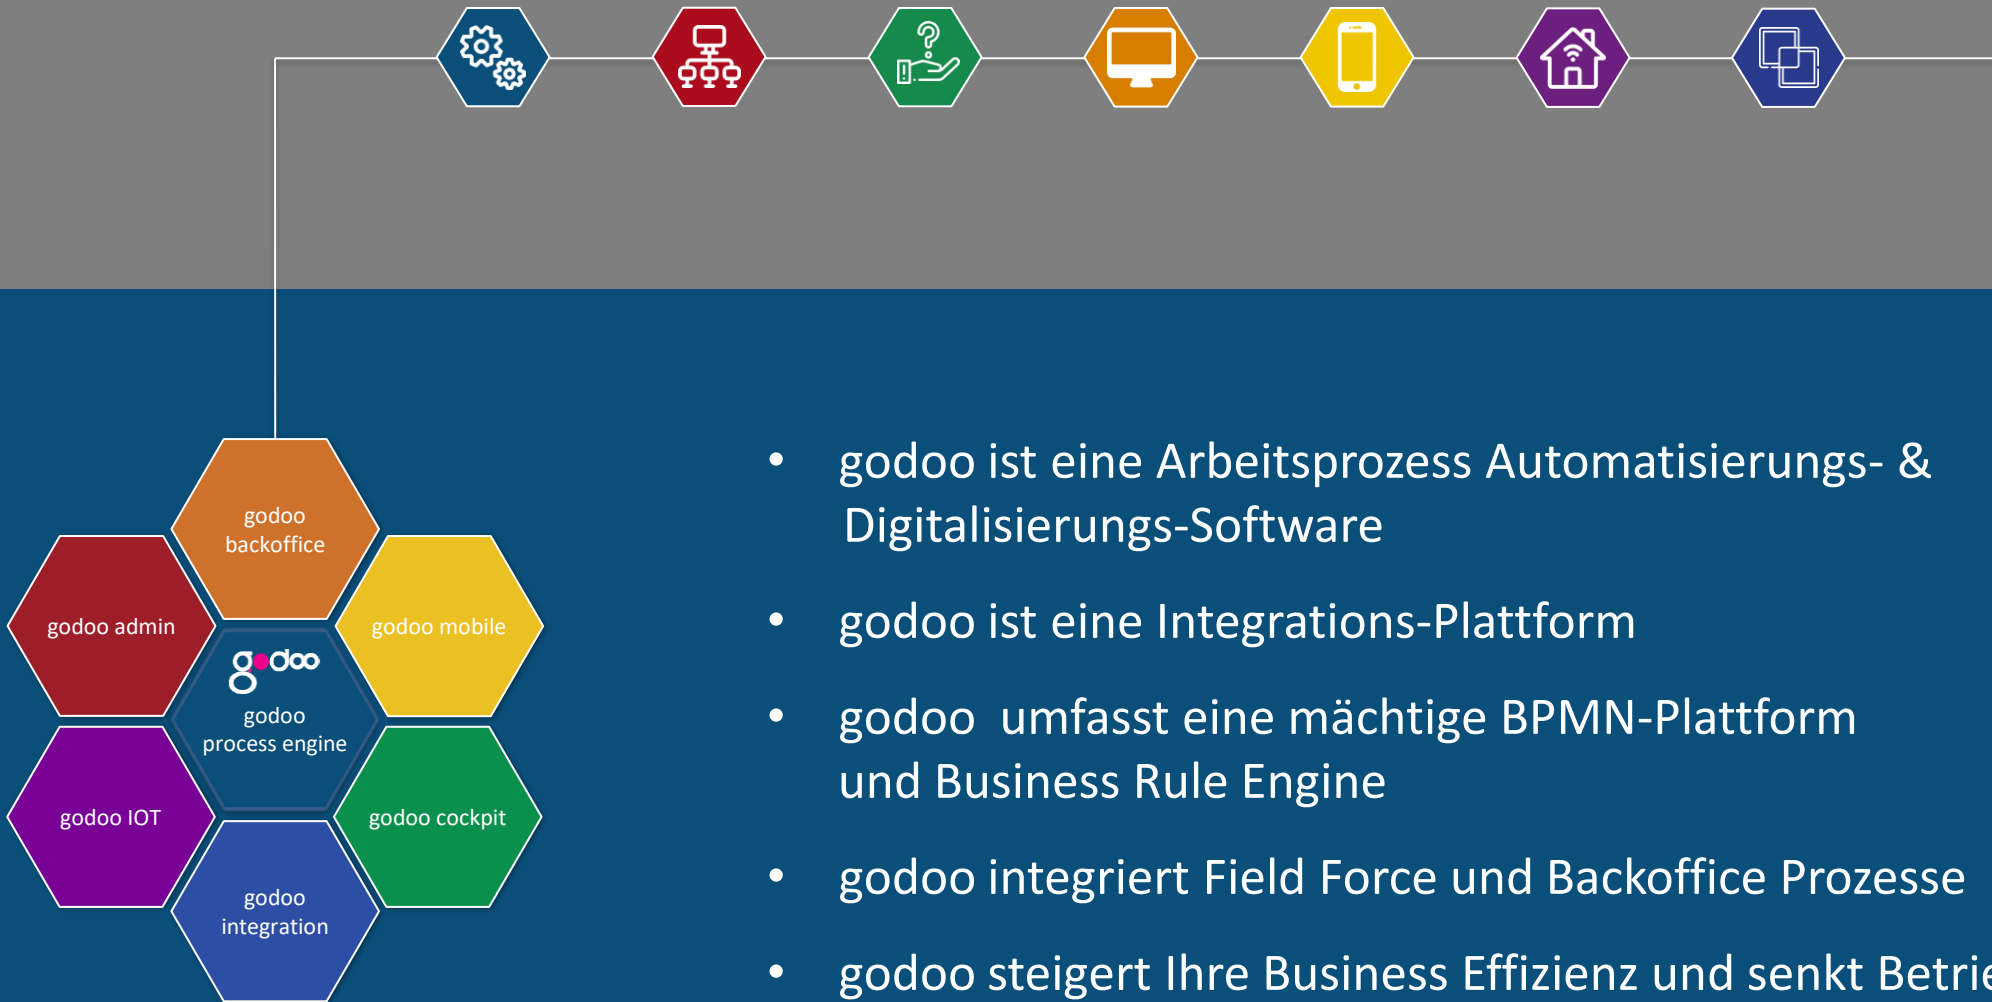 godoo
backoffice
godoo admin
godoo mobile
godoo
godoo
process engine
godoo IOT
godoo cockpit
godoo
integration
• godoo ist eine Arbeitsprozess Automatisierungs- &
Digitalisierungs-Software
• godoo ist eine Integrations-Plattform
• godoo umfasst eine mächtige BPMN-Plattform
und Business Rule Engine
• godoo integriert Field Force und Backoffice Prozesse
• godoo steigert Ihre Business Effizienz und senkt